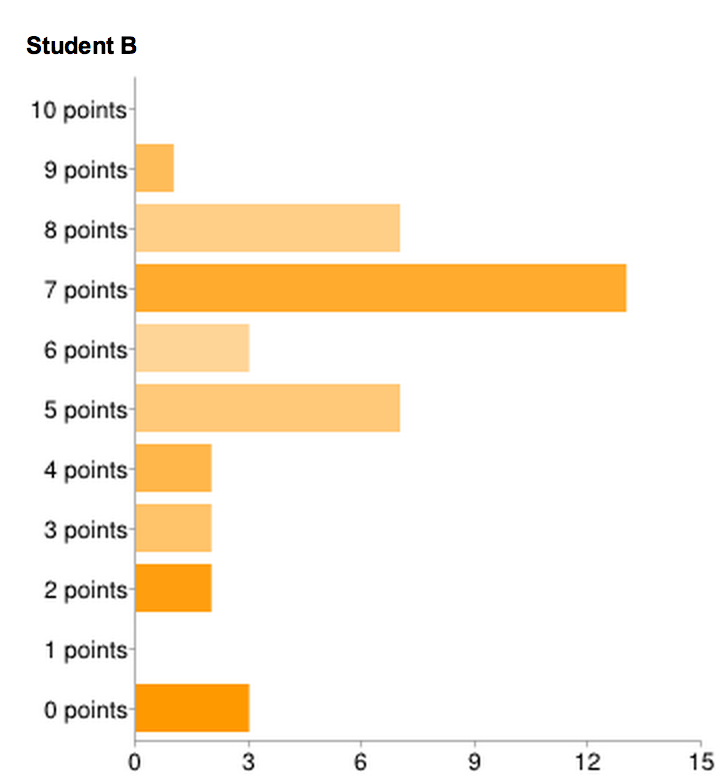 Student B
10 points
9 points
8 points
7 points
6 points
5 points
4 points
3 points
2 points
1 points
0 points
0 3 6 9 12 15